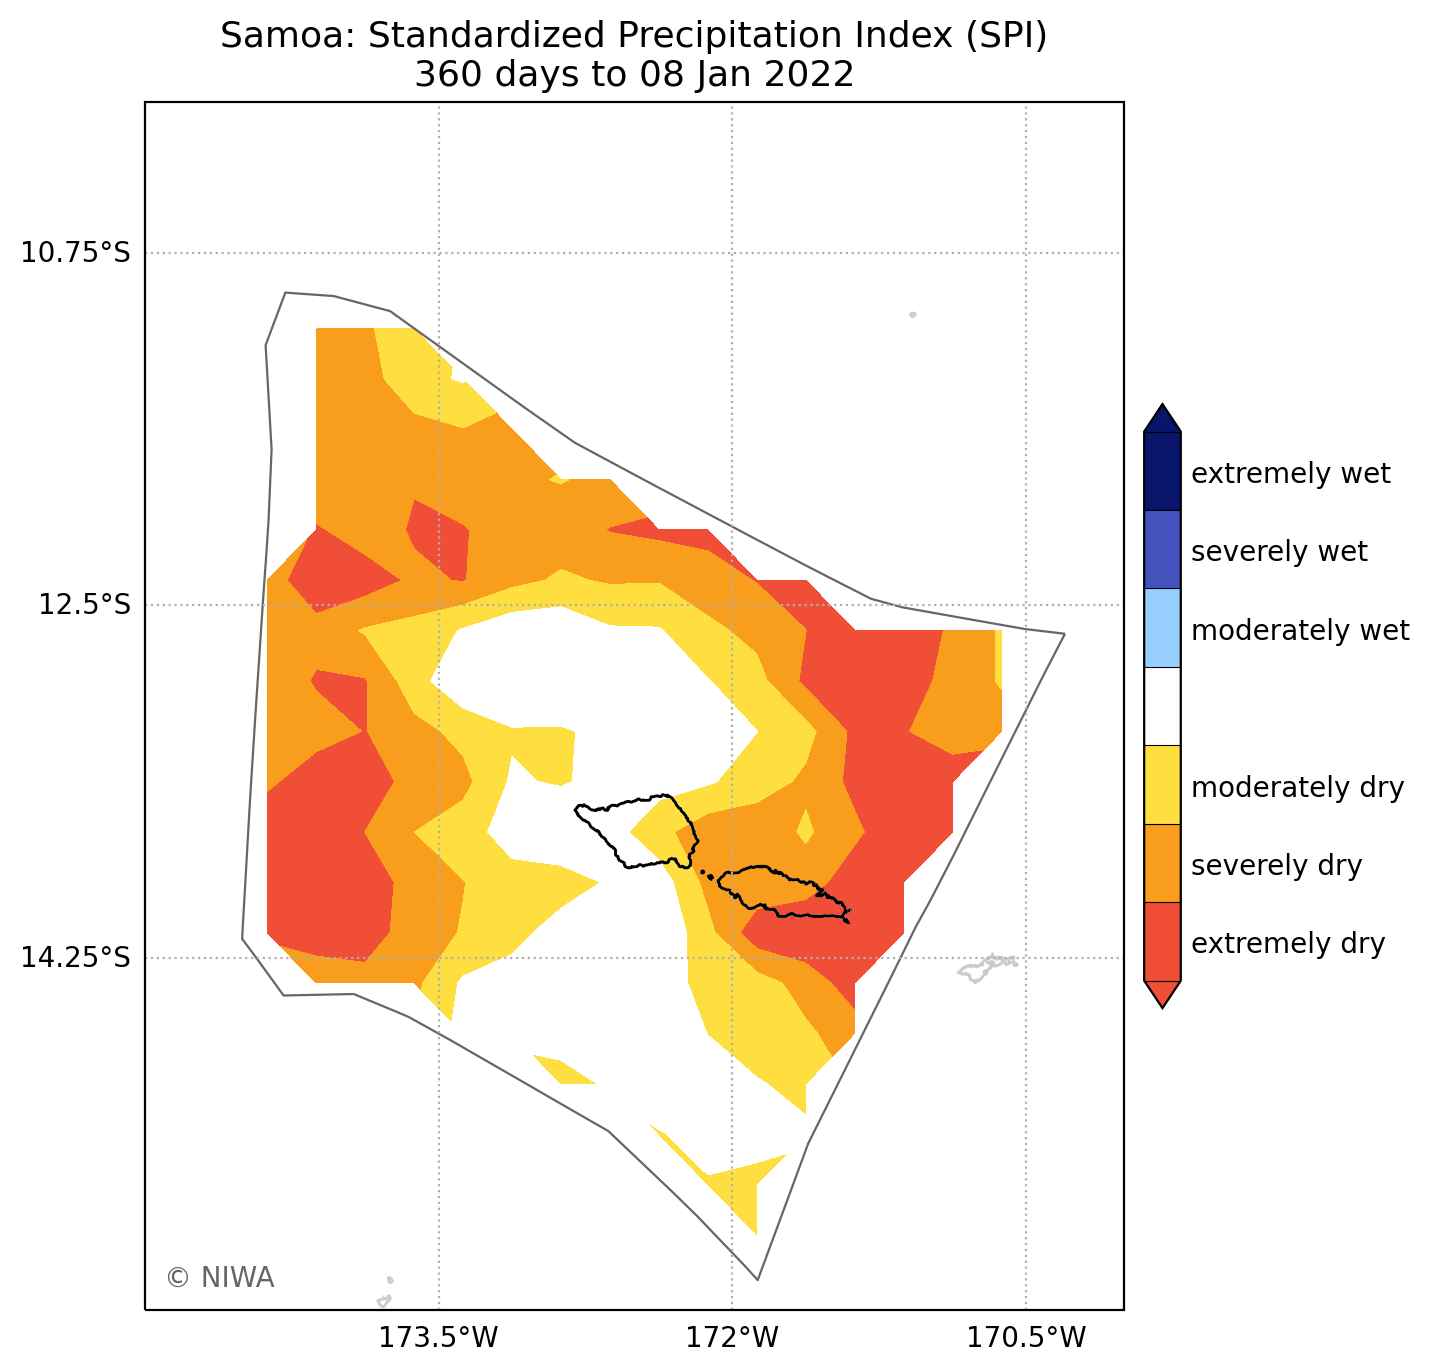 Samoa: Standardized Precipitation Index (SPI)
360 days to 08 Jan 2022
10.75°S
12.5°S
14.25°S
173.5°W
172°W
170.5°W
extremely wet
severely wet
moderately wet
moderately dry
severely dry
extremely dry
© NIWA